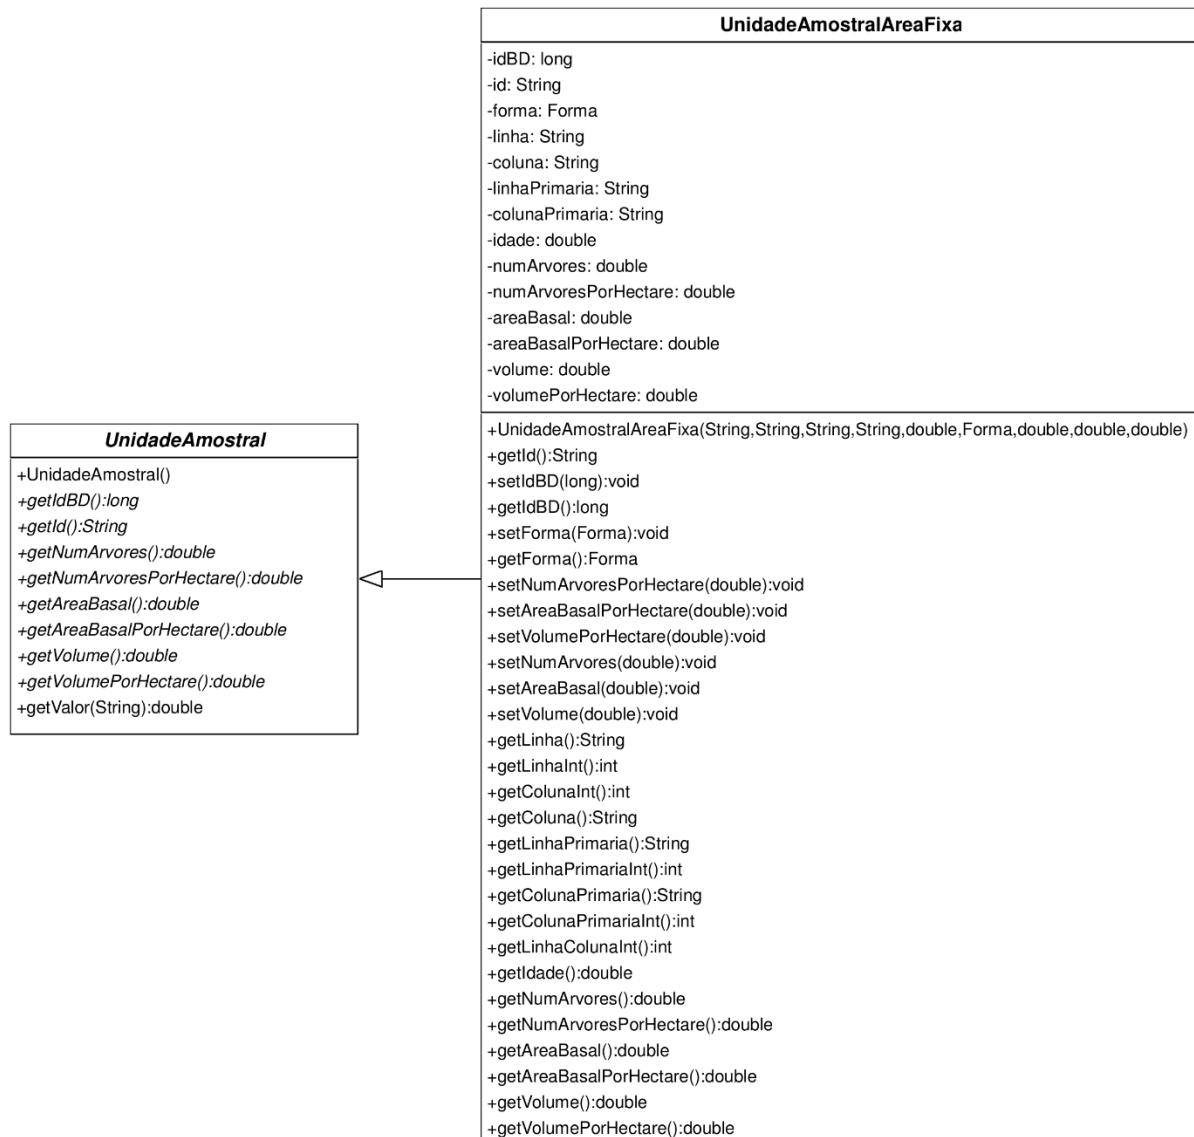 UnidadeAmostralAreaFixa
-idBD: long
-id: String
-forma: Forma
-linha: String
-coluna: String
-linhaPrimaria: String
-colunaPrimaria: String
-idade: double
-numArvores: double
-numArvoresPorHectare: double
-areaBasal: double
-areaBasalPorHectare: double
-volume: double
-volumePorHectare: double
+UnidadeAmostralAreaFixa(String,String,String,String,double,Forma,double,double,double)
+getId():String
+setIdBD(long):void
+getIdBD():long
+setForma(Forma):void
+getForma():Forma
+setNumArvoresPorHectare(double):void
+setAreaBasalPorHectare(double):void
+setVolumePorHectare(double):void
+setNumArvores(double):void
+setAreaBasal(double):void
+setVolume(double):void
+getLinha():String
+getLinhaInt():int
+getColunaInt():int
+getColuna():String
+getLinhaPrimaria():String
+getLinhaPrimariaInt():int
+getColunaPrimaria():String
+getColunaPrimariaInt():int
+getLinhaColunaInt():int
+getIdade():double
+getNumArvores():double
+getNumArvoresPorHectare():double
+getAreaBasal():double
+getAreaBasalPorHectare():double
+getVolume():double
+getVolumePorHectare():double
UnidadeAmostral
+UnidadeAmostral()
+getIdBD():long
+getId():String
+getNumArvores():double
+getNumArvoresPorHectare():double
+getAreaBasal():double
+getAreaBasalPorHectare():double
+getVolume():double
+getVolumePorHectare():double
+getValor(String):double